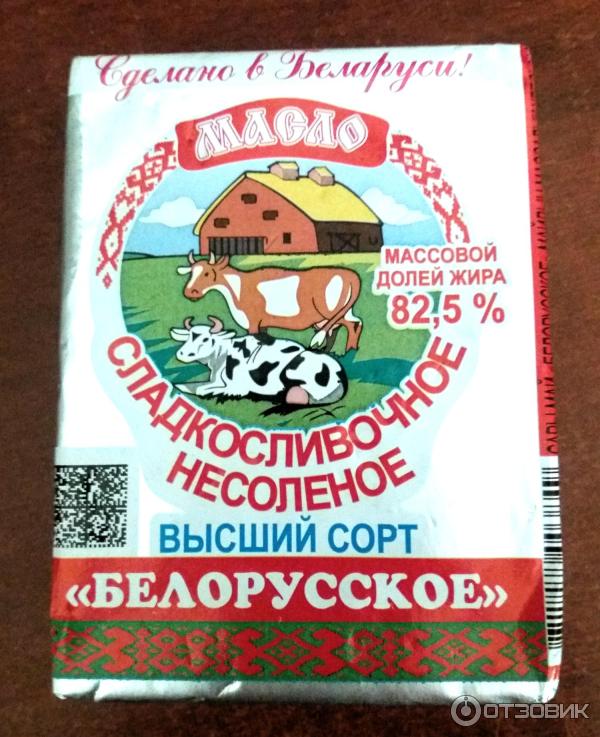 Сделано в Беларуси!
МАСЛО
МАССОВОЙ
ДОЛЕЙ ЖИРА
82,5 %
СЛАДКОСЛИВОЧНОЕ
НЕСОЛЕНОЕ
ВЫСШИЙ СОРТ
«БЕЛОРУССКОЕ»
ОТЗОВИК